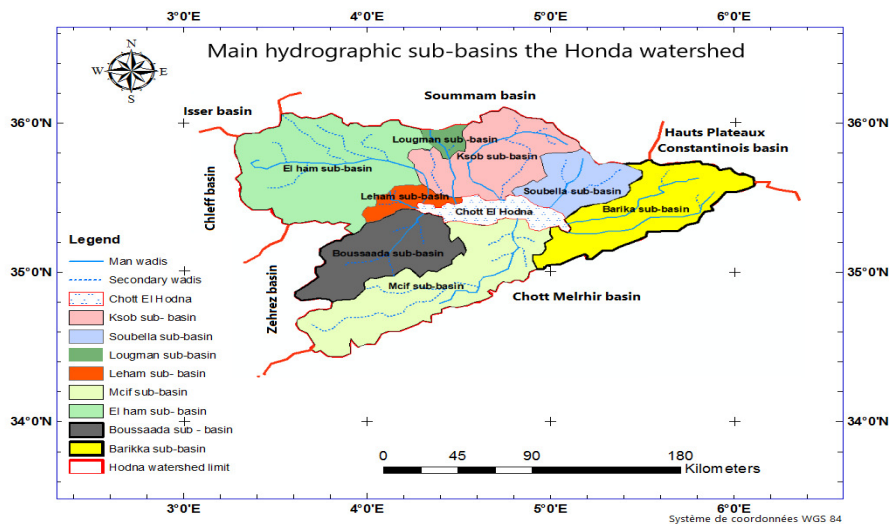 3°0'E 4°0'E 5°0'E 6°0'E
Main hydrographic sub-basins the Honda watershed
N
W E
S
Soummam basin
Isser basin
36°0'N 36°0'N
Hauts Plateaux
Constantinois basin
Lougman sub -basin
Ksob sub-basin
El ham sub-basin
Soubella sub-basin
Leham sub-basin
Barika sub-basin
Chott El Hodna
Chleff basin
Boussaada sub-basin
Mcif sub-basin
Zehrez basin
Chott Melrhir basin
35°0'N 35°0'N
Legend
Man wadis
Secondary wadis
Chott El Hodna
Ksob sub- basin
Soubella sub-basin
Lougman sub-basin
Leham sub- basin
Mcif sub-basin
El ham sub- basin
Boussaada sub - basin
Barikka sub-basin
Hodna watershed limit
34°0'N 34°0'N
0 45 90 180
Kilometers
3°0'E 4°0'E 5°0'E 6°0'E
Système de coordonnées WGS 84